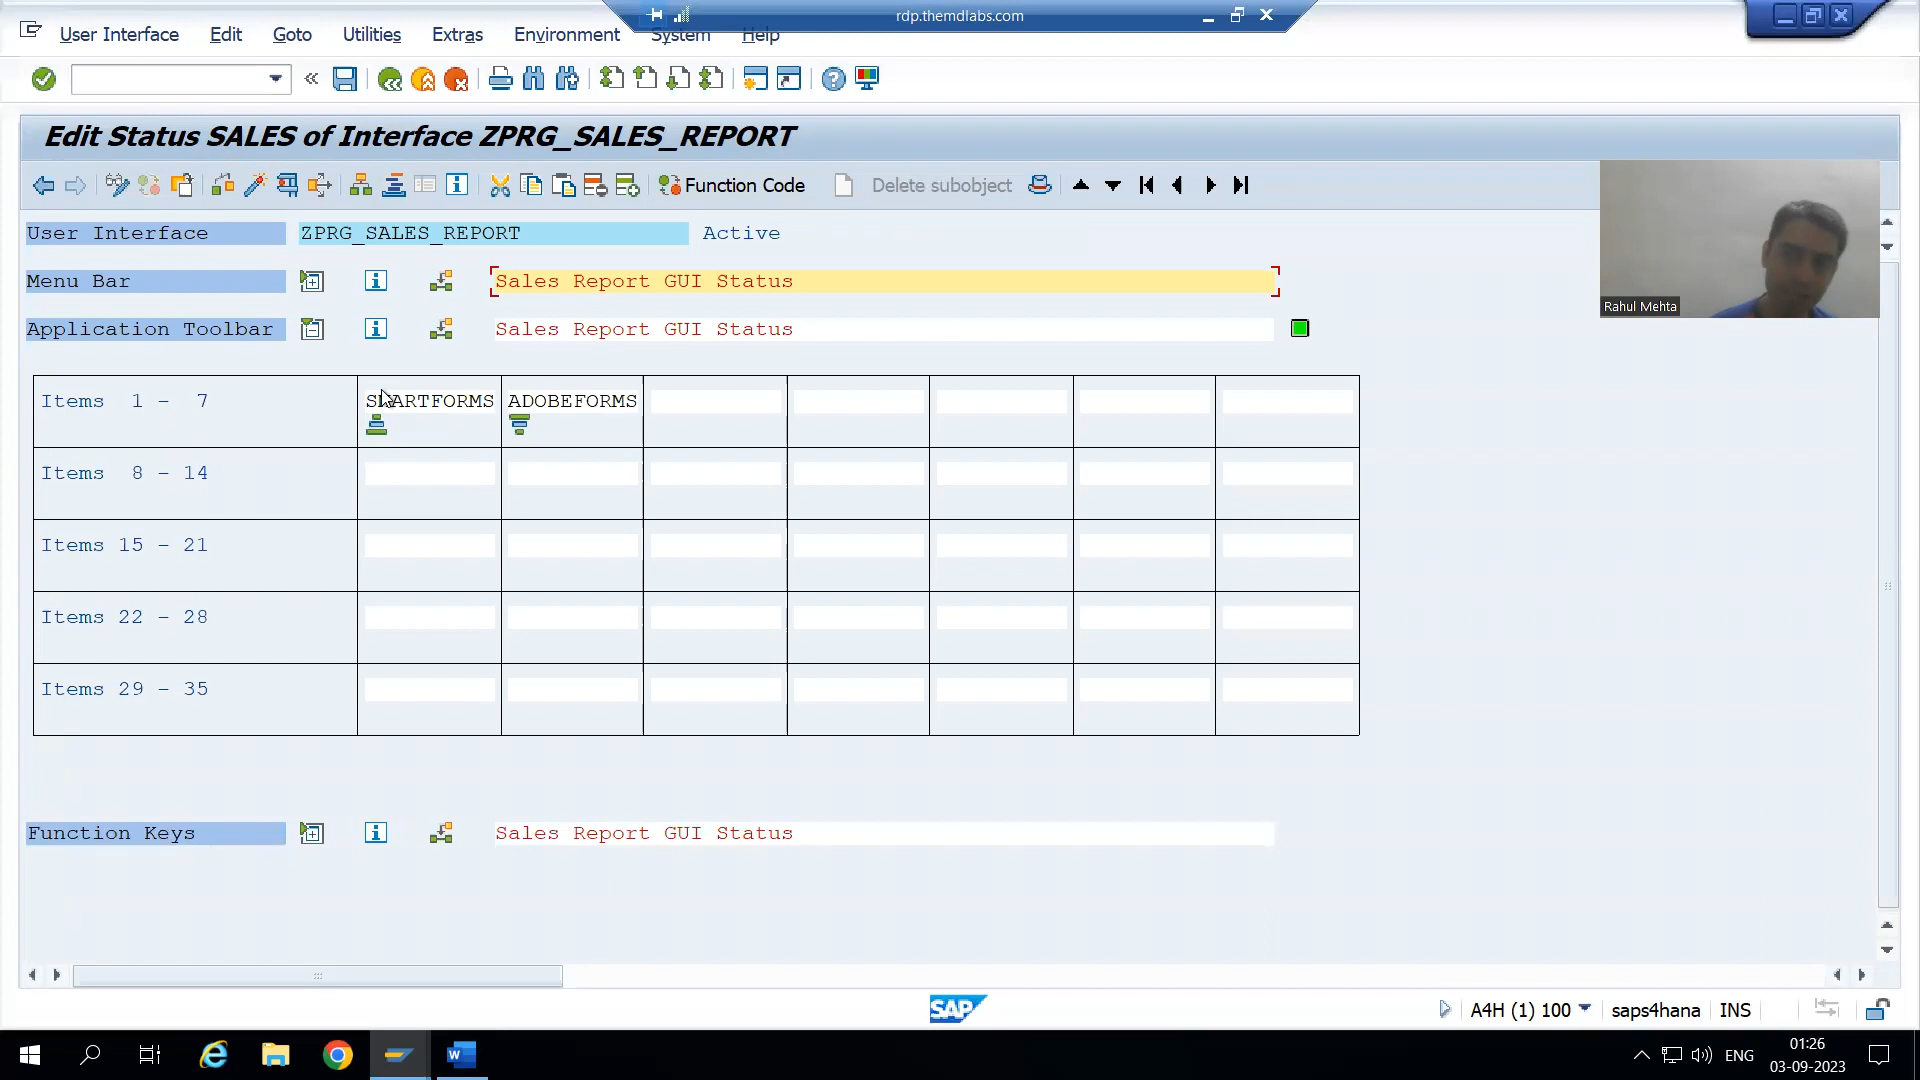 rdp.themdlabs.com
User Interface Edit Goto Utilities Extras Environment System Help
Edit Status SALES of Interface ZPRG_SALES_REPORT
Function Code Delete subobject
User Interface ZPRG_SALES_REPORT Active
Menu Bar Sales Report GUI Status
Application Toolbar Sales Report GUI Status
Rahul Mehta
Items 1 - 7 SMARTFORMS ADOBEFORMS
Items 8 - 14
Items 15 - 21
Items 22 - 28
Items 29 - 35
Function Keys Sales Report GUI Status
SAP
A4H (1) 100 saps4hana INS
ENG
01:26
03-09-2023